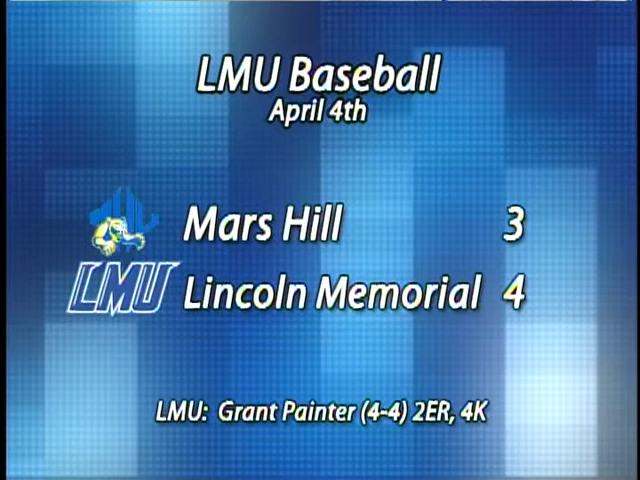 LMU Baseball
April 4th
Mars Hill 3
LMU Lincoln Memorial 4
LMU: Grant Painter (4-4) 2ER, 4K